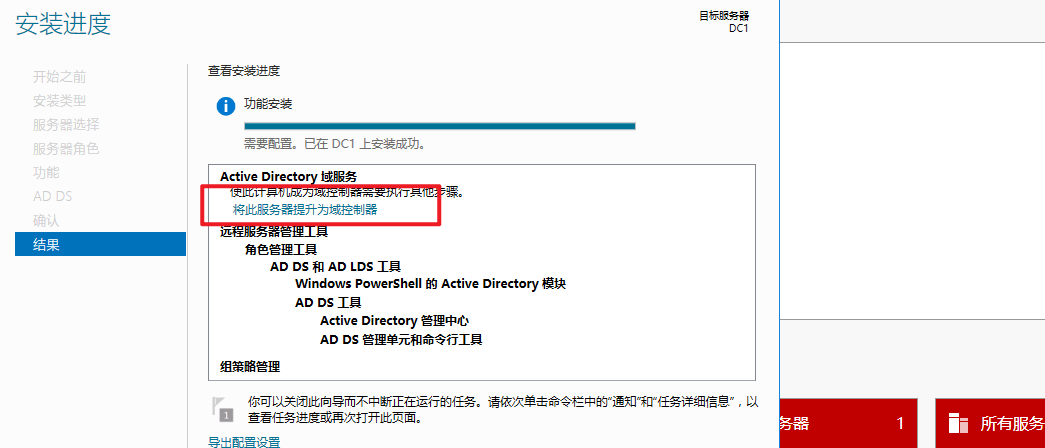 安装进度
目标服务器
DC1
开始之前
安装类型
服务器选择
服务器角色
功能
AD DS
确认
结果
查看安装进度
功能安装
需要配置。已在 DC1 上安装成功。
Active Directory 域服务
使此计算机成为域控制器需要执行其他步骤。
将此服务器提升为域控制器
远程服务器管理工具
角色管理工具
AD DS 和 AD LDS 工具
Windows PowerShell 的 Active Directory 模块
AD DS 工具
Active Directory 管理中心
AD DS 管理单元和命令行工具
组策略管理
1
你可以关闭此向导而不中断正在运行的任务。请依次单击命令栏中的"通知"和"任务详细信息"，以
查看任务进度或再次打开此页面。
导出配置设置
务器 1
所有服务